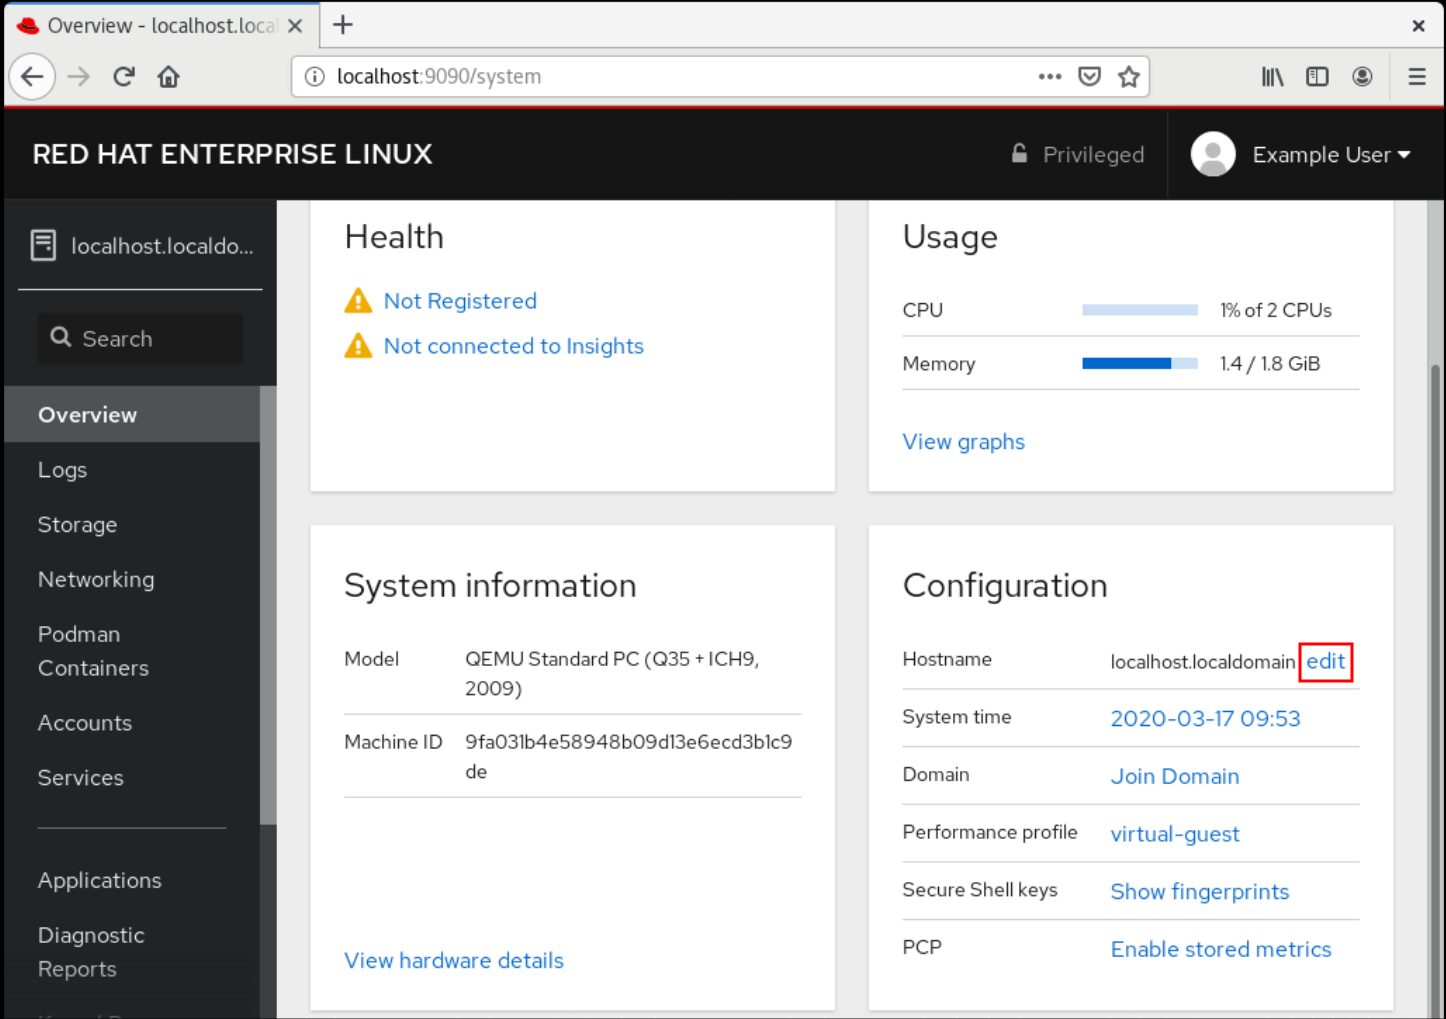 Overview - localhost.local
localhost:9090/system
RED HAT ENTERPRISE LINUX
Privileged
Example User
localhost.localdo...
Search
Overview
Logs
Storage
Networking
Podman
Containers
Accounts
Services
Applications
Diagnostic
Reports
Health
Not Registered
Not connected to Insights
Usage
CPU 1% of 2 CPUs
Memory 1.4 / 1.8 GiB
View graphs
System information
Model QEMU Standard PC (Q35 + ICH9,
2009)
Machine ID 9fa031b4e58948b09d13e6ecd3b1c9
de
View hardware details
Configuration
Hostname localhost.localdomain edit
System time 2020-03-17 09:53
Domain Join Domain
Performance profile virtual-guest
Secure Shell keys Show fingerprints
PCP Enable stored metrics